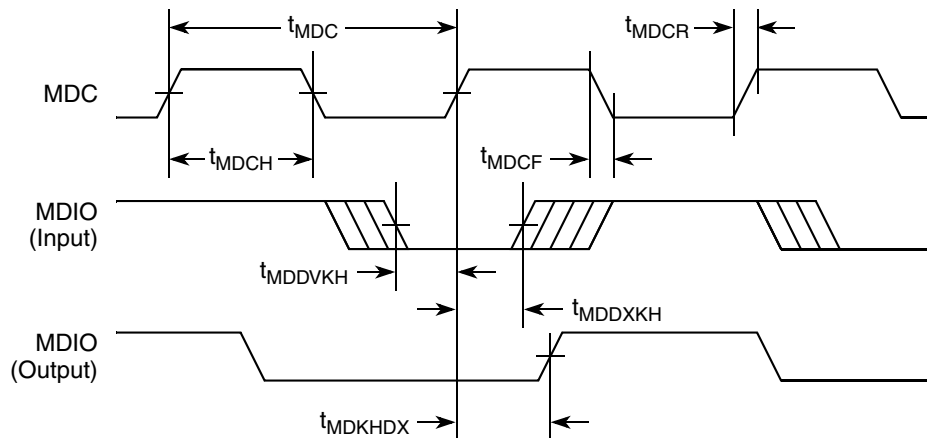 tMDC
tMDCR
MDC
tMDCH
tMDCF
MDIO
(Input)
tMDDVKH
tMDDXKH
MDIO
(Output)
tMDKHDX